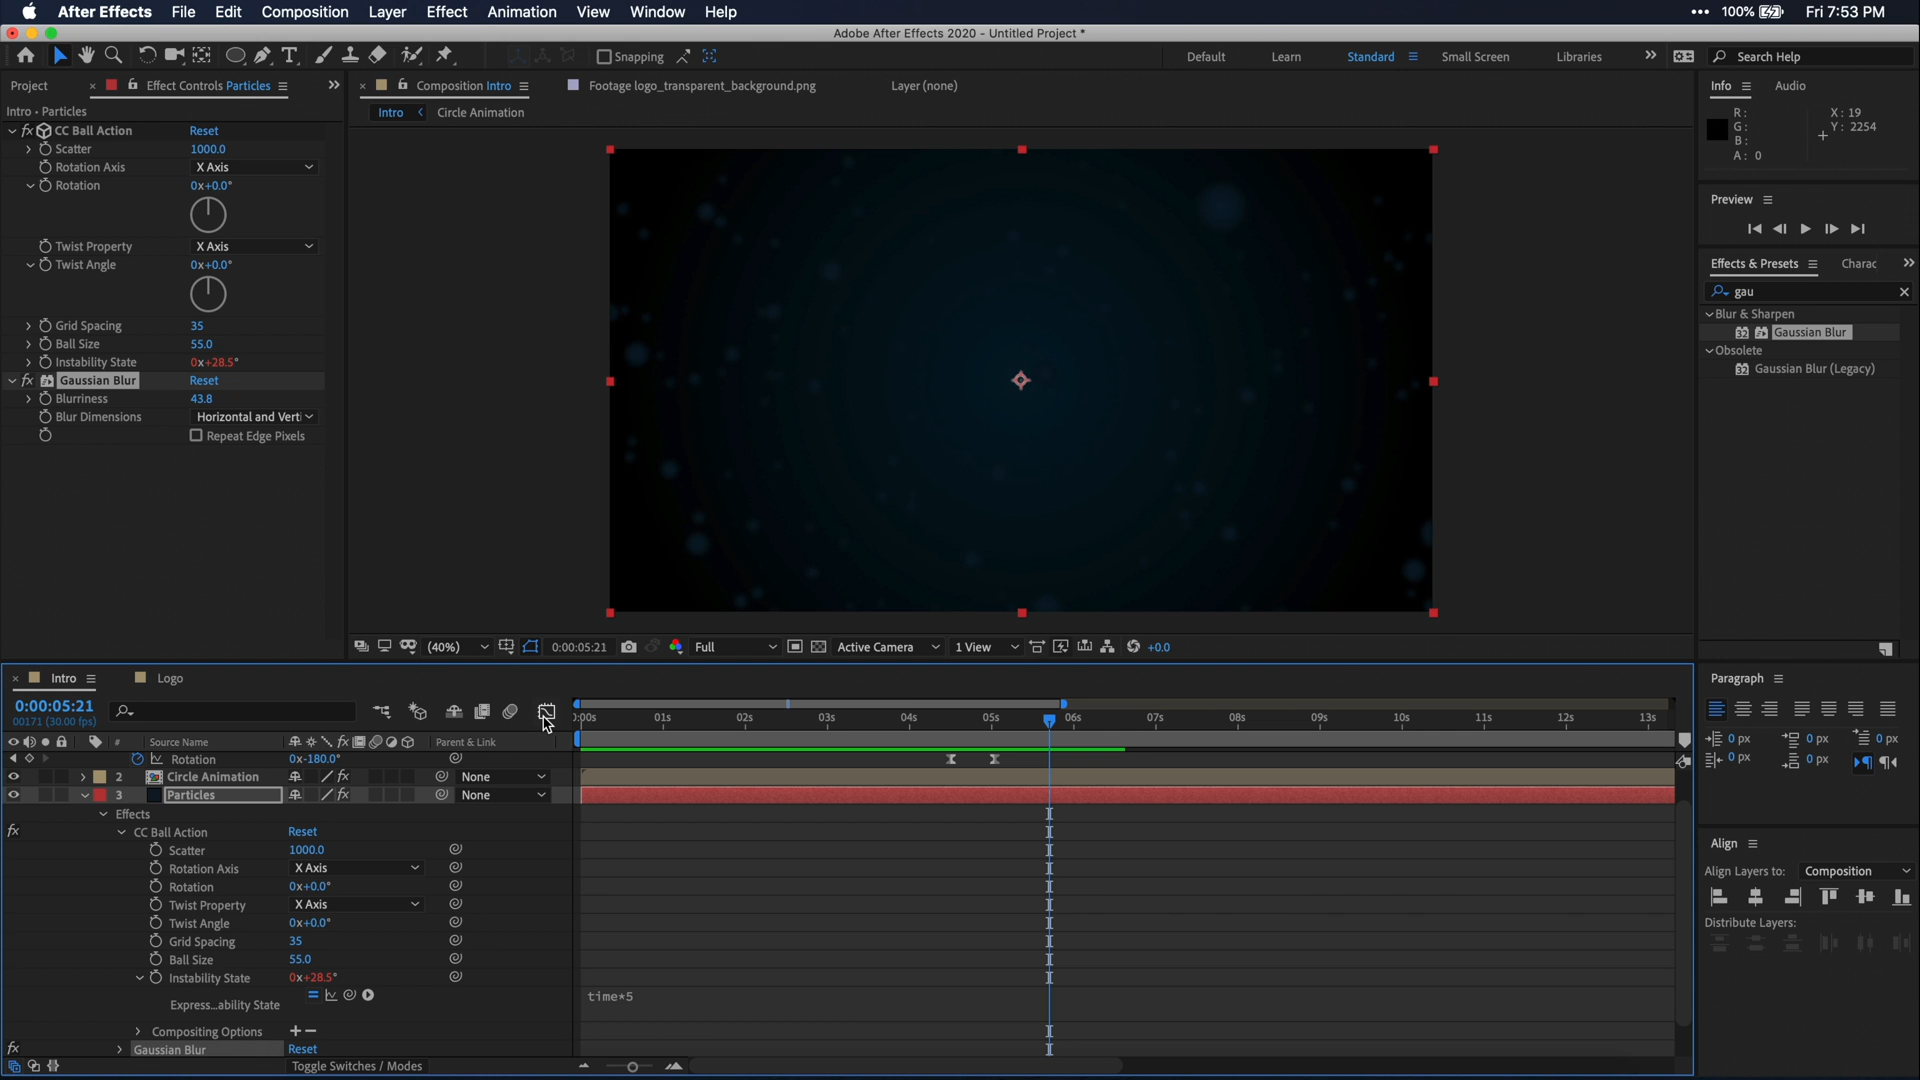 After Effects File Edit Composition Layer Effect Animation View Window Help
100% Fri 7:53 PM
Adobe After Effects 2020 - Untitled Project *
Snapping
Default Learn Standard Small Screen Libraries Search Help
Project Effect Controls Particles
Intro • Particles
CC Ball Action Reset
Scatter 1000.0
Rotation Axis X Axis
Rotation 0x+0.0°
Twist Property X Axis
Twist Angle 0x+0.0°
Grid Spacing 35
Ball Size 55.0
Instability State 0x+28.5°
Gaussian Blur Reset
Blurriness 43.8
Blur Dimensions Horizontal and Verti
Repeat Edge Pixels
Composition Intro Footage logo_transparent_background.png Layer (none)
Intro Circle Animation
(40%) 0:00:05:21 Full Active Camera 1 View +0.0
Info Audio
R: X: 19
G: Y: 2254
B:
A: 0
Preview
Effects & Presets Charac
gau
Blur & Sharpen
32 Gaussian Blur
Obsolete
32 Gaussian Blur (Legacy)
Intro Logo
0:00:05:21
00171 (30.00 fps)
:00s 01s 02s 03s 04s 05s 06s 07s 08s 09s 10s 11s 12s 13s
# Source Name Parent & Link
Rotation 0x-180.0°
2 Circle Animation None
3 Particles None
Effects
CC Ball Action Reset
Scatter 1000.0
Rotation Axis X Axis
Rotation 0x+0.0°
Twist Property X Axis
Twist Angle 0x+0.0°
Grid Spacing 35
Ball Size 55.0
Instability State 0x+28.5°
Express...ability State time*5
Compositing Options
Gaussian Blur Reset
Toggle Switches / Modes
Paragraph
0 px 0 px 0 px
0 px 0 px
Align
Align Layers to: Composition
Distribute Layers: